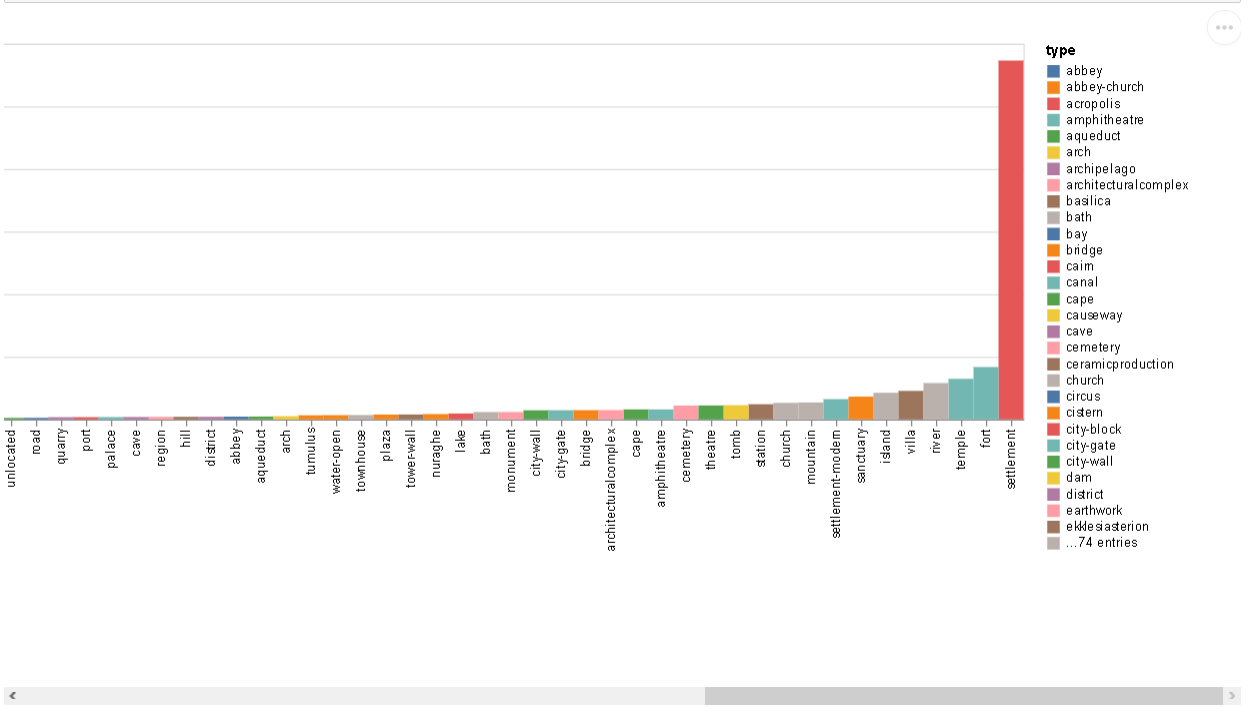 type
abbey
abbey-church
acropolis
amphitheatre
aqueduct
arch
archipelago
architecturalcomplex
basilica
bath
bay
bridge
cairn
canal
cape
causeway
cave
cemetery
ceramicproduction
church
circus
cistern
city-block
city-gate
city-wall
dam
district
earthwork
ekklesiasterion
...74 entries
unlocated
road
quarry
port
palace
cave
region
hill
district
abbey
aqueduct
arch
tumulus
water-open
townhouse
plaza
tower-wall
nuraghe
lake
bath
monument
city-wall
city-gate
bridge
architecturalcomplex
cape
amphitheatre
cemetery
theatre
tomb
station
church
mountain
settlement-modern
sanctuary
island
villa
river
temple
fort
settlement